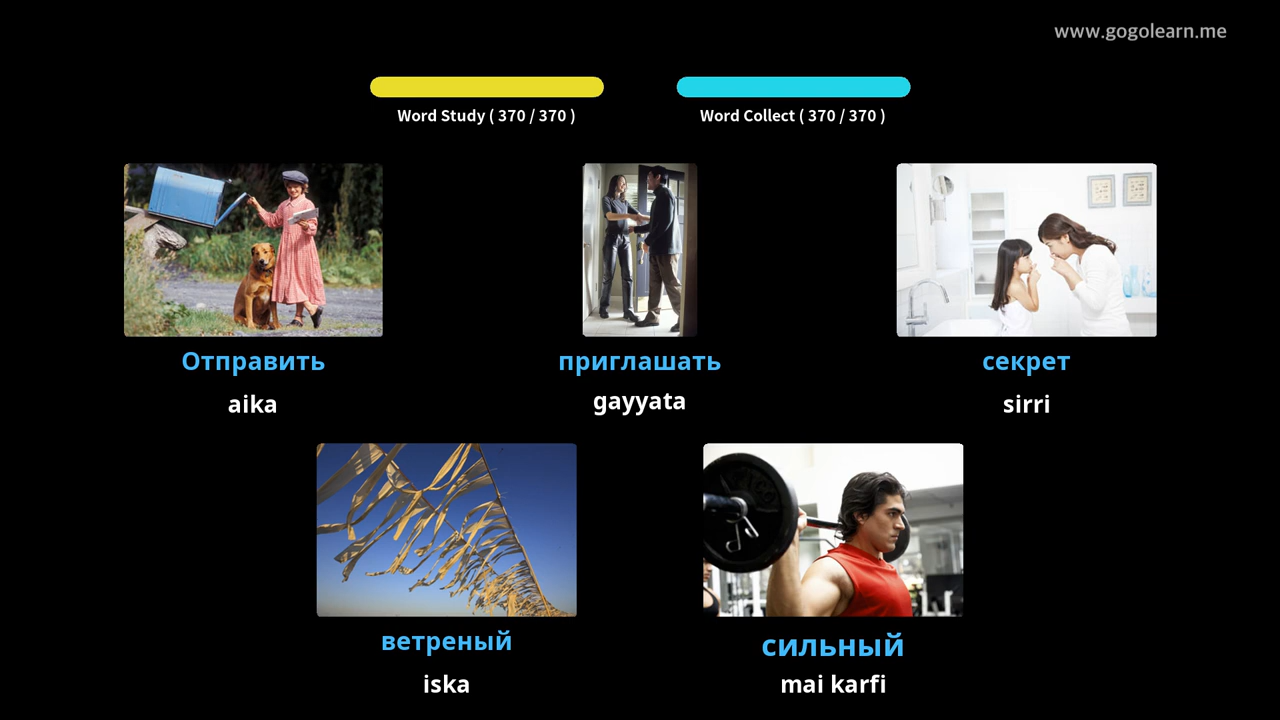 www.gogolearn.me
Word Study ( 370 / 370 )
Word Collect ( 370 / 370 )
Отправить
aika
приглашать
gayyata
секрет
sirri
ветреный
iska
сильный
mai karfi